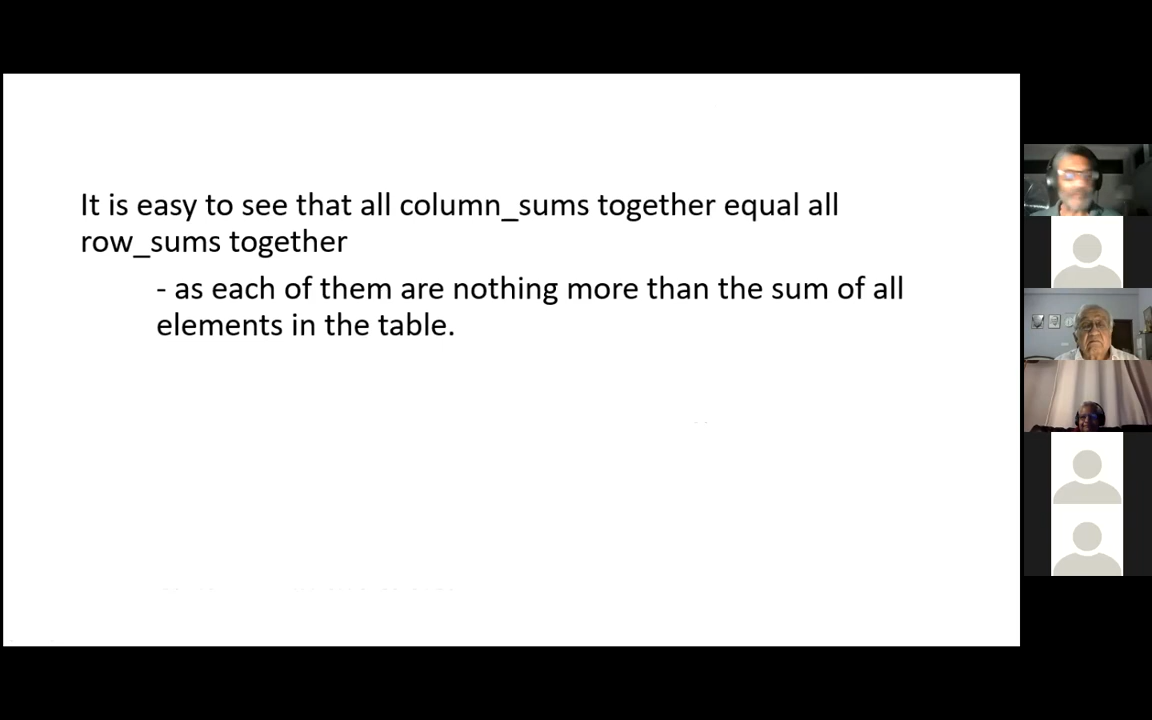 It is easy to see that all column_sums together equal all
row_sums together
- as each of them are nothing more than the sum of all
elements in the table.